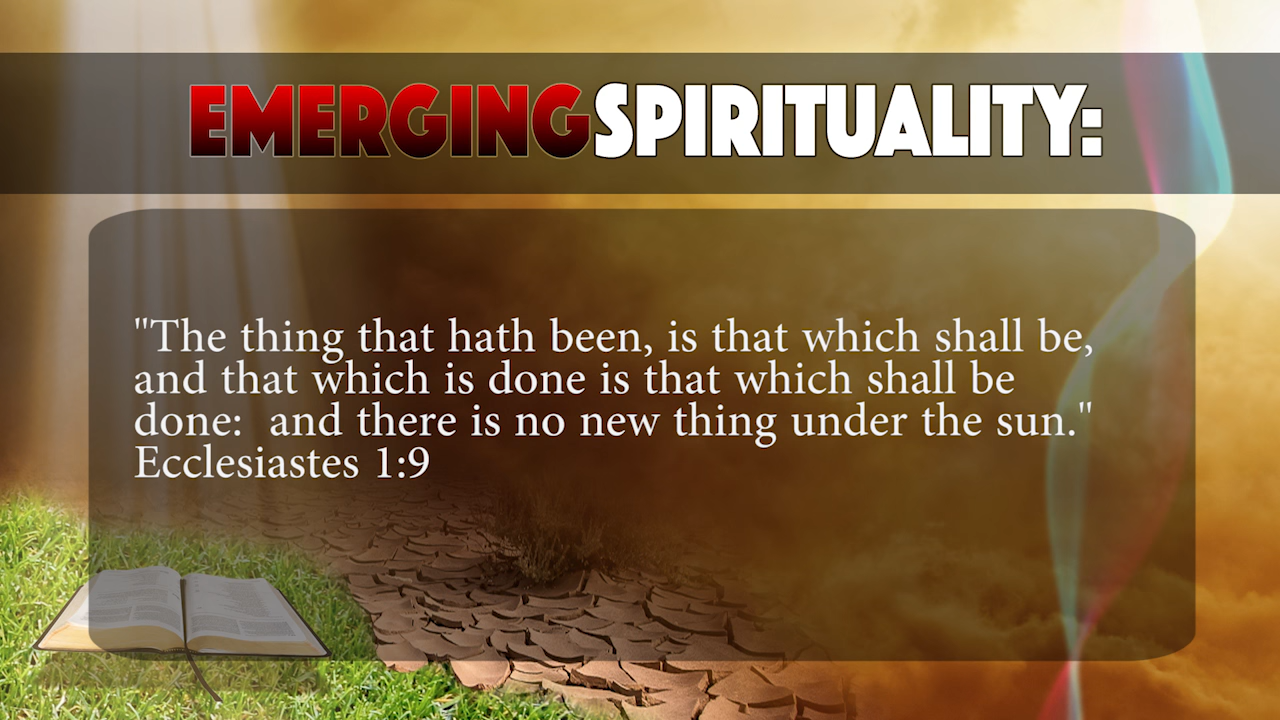 EMERGINGSPIRITUALITY:
"The thing that hath been, is that which shall be,
and that which is done is that which shall be
done:  and there is no new thing under the sun."
Ecclesiastes 1:9